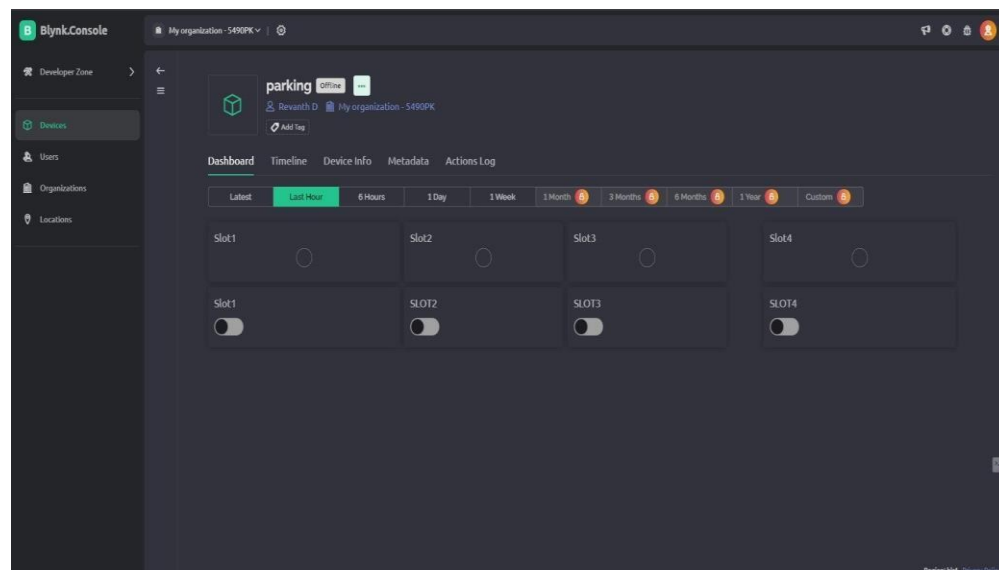 B Blynk.Console
My organization - 5490PK
Developer Zone
Devices
Users
Organizations
Locations
parking Offline ...
Revanth D My organization - 5490PK
Add Tag
Dashboard Timeline Device Info Metadata Actions Log
Latest Last Hour 6 Hours 1 Day 1 Week 1 Month 3 Months 6 Months 1 Year Custom
Slot1 Slot2 Slot3 Slot4
Slot1 SLOT2 SLOT3 SLOT4